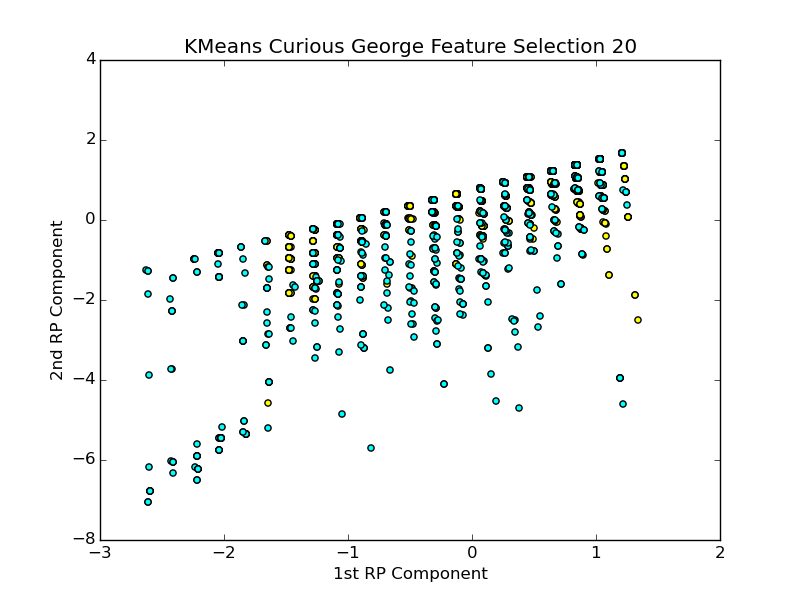 KMeans Curious George Feature Selection 20
4
2
0
−2
−4
−6
−8
2nd RP Component
−3 −2 −1 0 1 2
1st RP Component